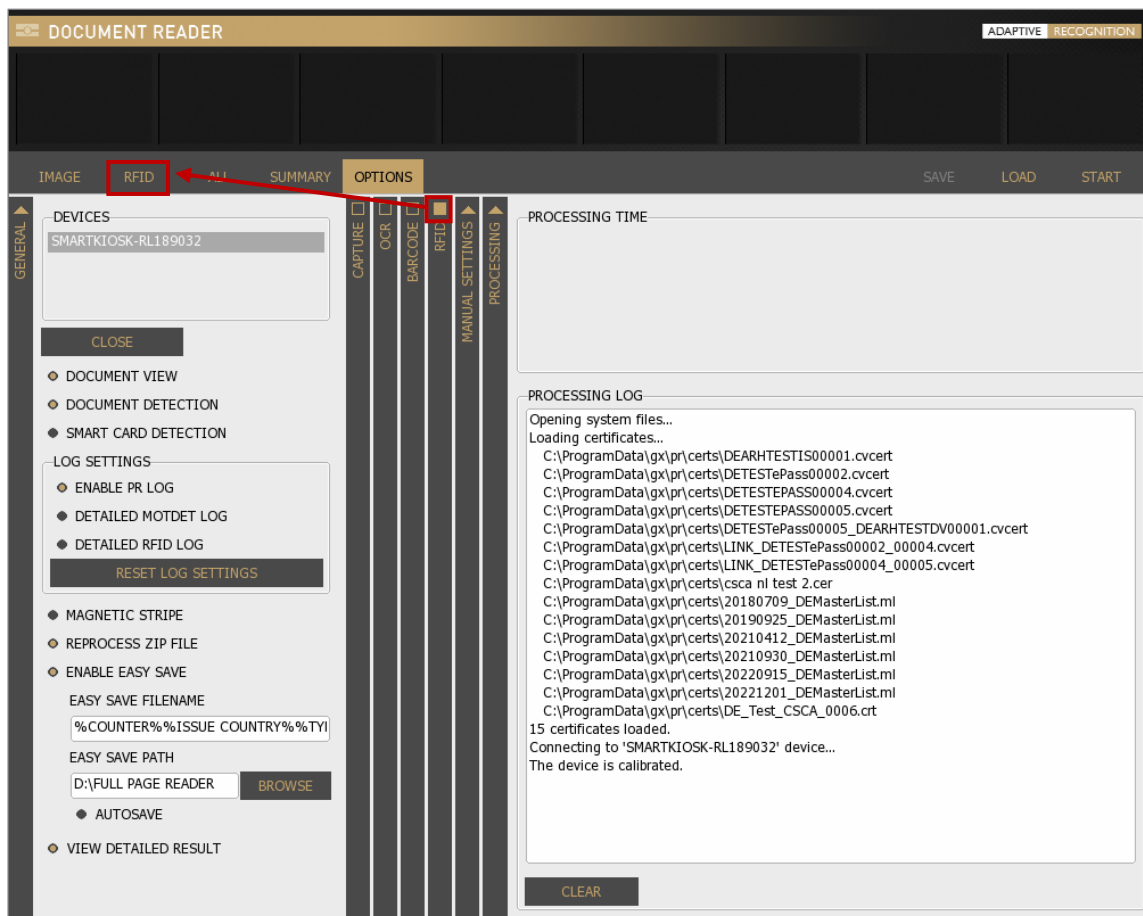 DOCUMENT READER
ADAPTIVE RECOGNITION
IMAGE RFID ALL SUMMARY OPTIONS SAVE LOAD START
GENERAL
DEVICES
SMARTKIOSK-RL189032
CLOSE
DOCUMENT VIEW
DOCUMENT DETECTION
SMART CARD DETECTION
LOG SETTINGS
ENABLE PR LOG
DETAILED MOTDET LOG
DETAILED RFID LOG
RESET LOG SETTINGS
MAGNETIC STRIPE
REPROCESS ZIP FILE
ENABLE EASY SAVE
EASY SAVE FILENAME
%COUNTER%%ISSUE COUNTRY%%TYI
EASY SAVE PATH
D:\FULL PAGE READER BROWSE
AUTOSAVE
VIEW DETAILED RESULT
CAPTURE
OCR
BARCODE
RFID
MANUAL SETTINGS
PROCESSING
PROCESSING TIME
PROCESSING LOG
Opening system files...
Loading certificates...
C:\ProgramData\gx\pr\certs\DEARHTESTIS00001.cvcert
C:\ProgramData\gx\pr\certs\DETESTePass00002.cvcert
C:\ProgramData\gx\pr\certs\DETESTEPASS00004.cvcert
C:\ProgramData\gx\pr\certs\DETESTEPASS00005.cvcert
C:\ProgramData\gx\pr\certs\DETESTePass00005_DEARHTESTDV00001.cvcert
C:\ProgramData\gx\pr\certs\LINK_DETESTePass00002_00004.cvcert
C:\ProgramData\gx\pr\certs\LINK_DETESTePass00004_00005.cvcert
C:\ProgramData\gx\pr\certs\csca nl test 2.cer
C:\ProgramData\gx\pr\certs\20180709_DEMasterList.ml
C:\ProgramData\gx\pr\certs\20190925_DEMasterList.ml
C:\ProgramData\gx\pr\certs\20210412_DEMasterList.ml
C:\ProgramData\gx\pr\certs\20210930_DEMasterList.ml
C:\ProgramData\gx\pr\certs\20220915_DEMasterList.ml
C:\ProgramData\gx\pr\certs\20221201_DEMasterList.ml
C:\ProgramData\gx\pr\certs\DE_Test_CSCA_0006.crt
15 certificates loaded.
Connecting to 'SMARTKIOSK-RL189032' device...
The device is calibrated.
CLEAR